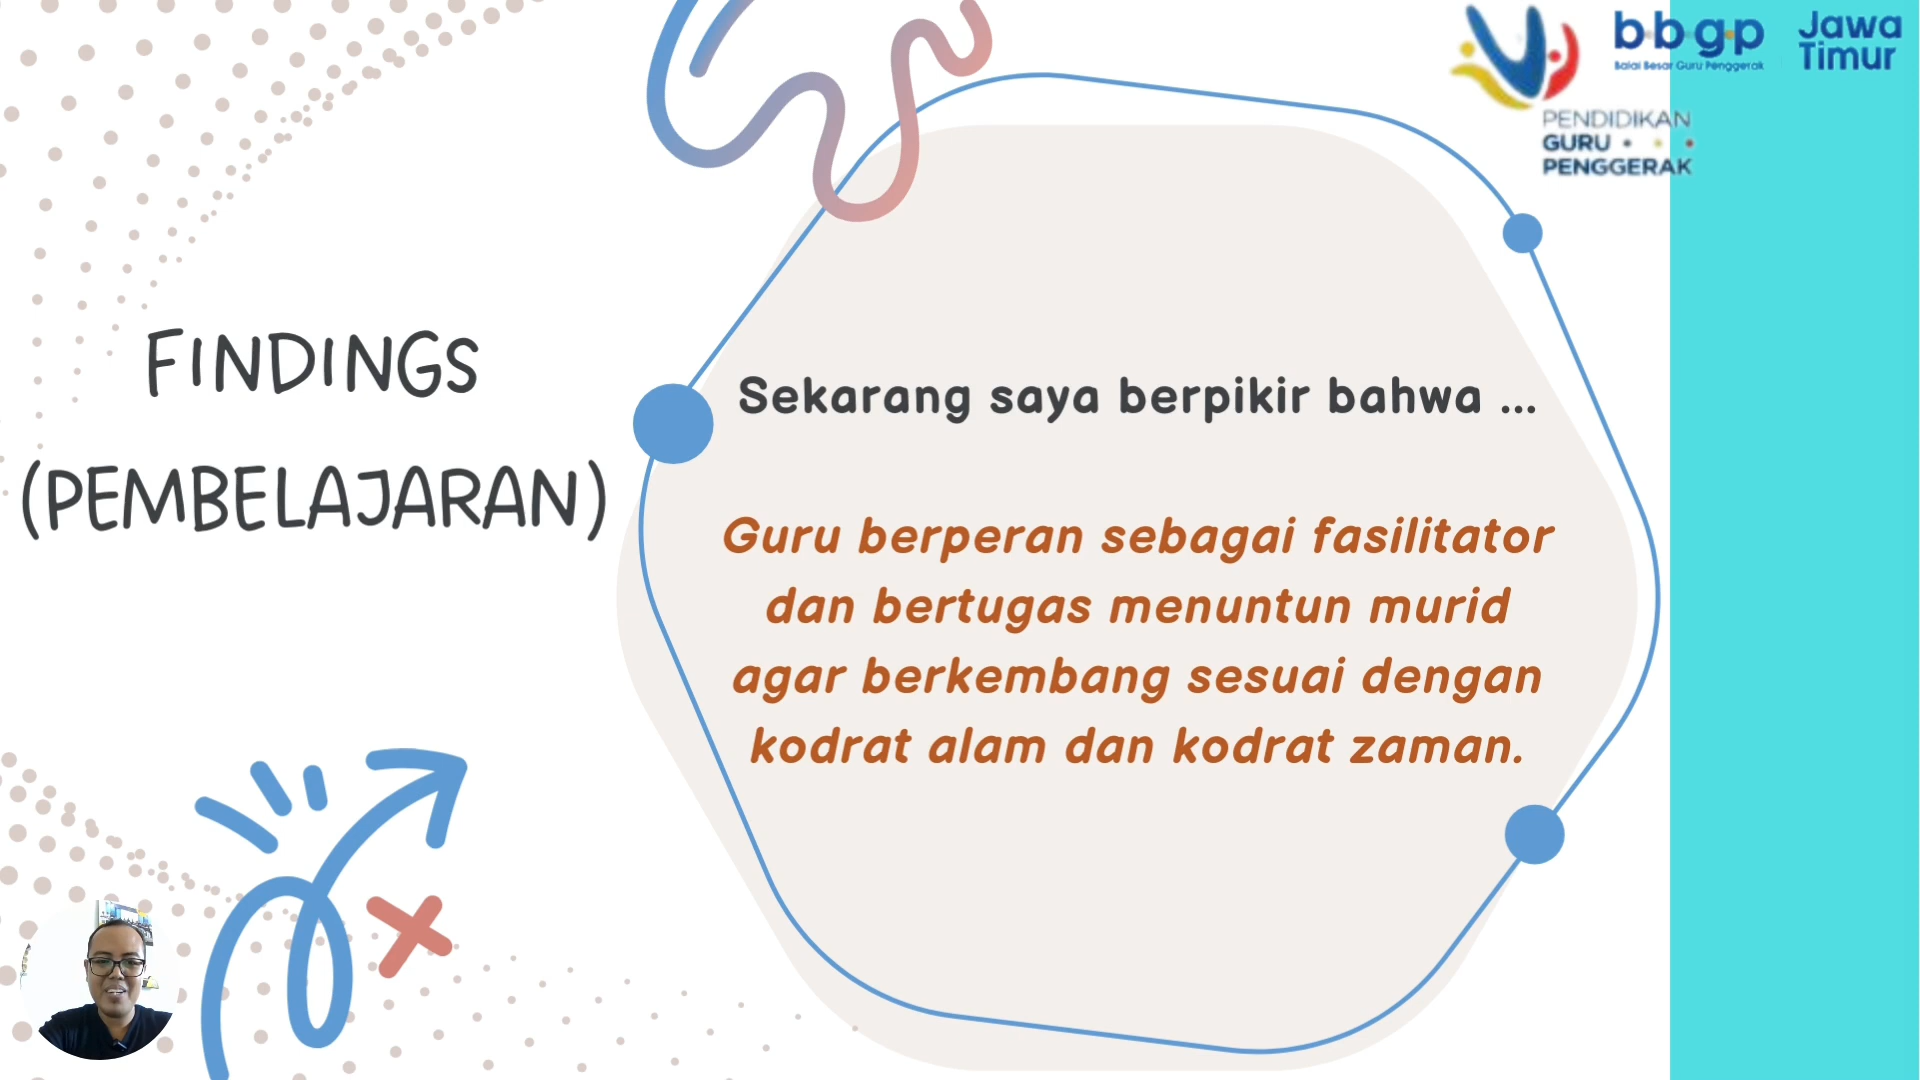 bbgp
Balai Besar Guru Penggerak
Jawa
Timur
PENDIDIKAN
GURU
PENGGERAK
FINDINGS
(PEMBELAJARAN)
Sekarang saya berpikir bahwa ...
Guru berperan sebagai fasilitator
dan bertugas menuntun murid
agar berkembang sesuai dengan
kodrat alam dan kodrat zaman.